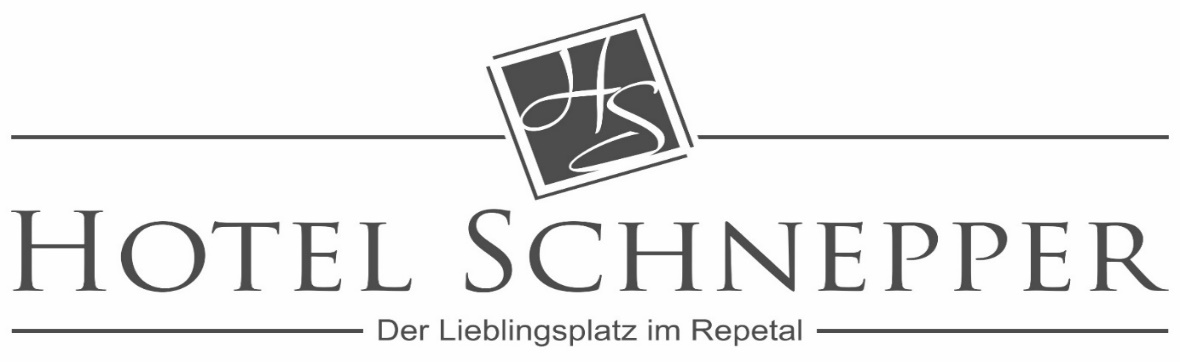 HS
HOTEL SCHNEPPER
Der Lieblingsplatz im Repetal